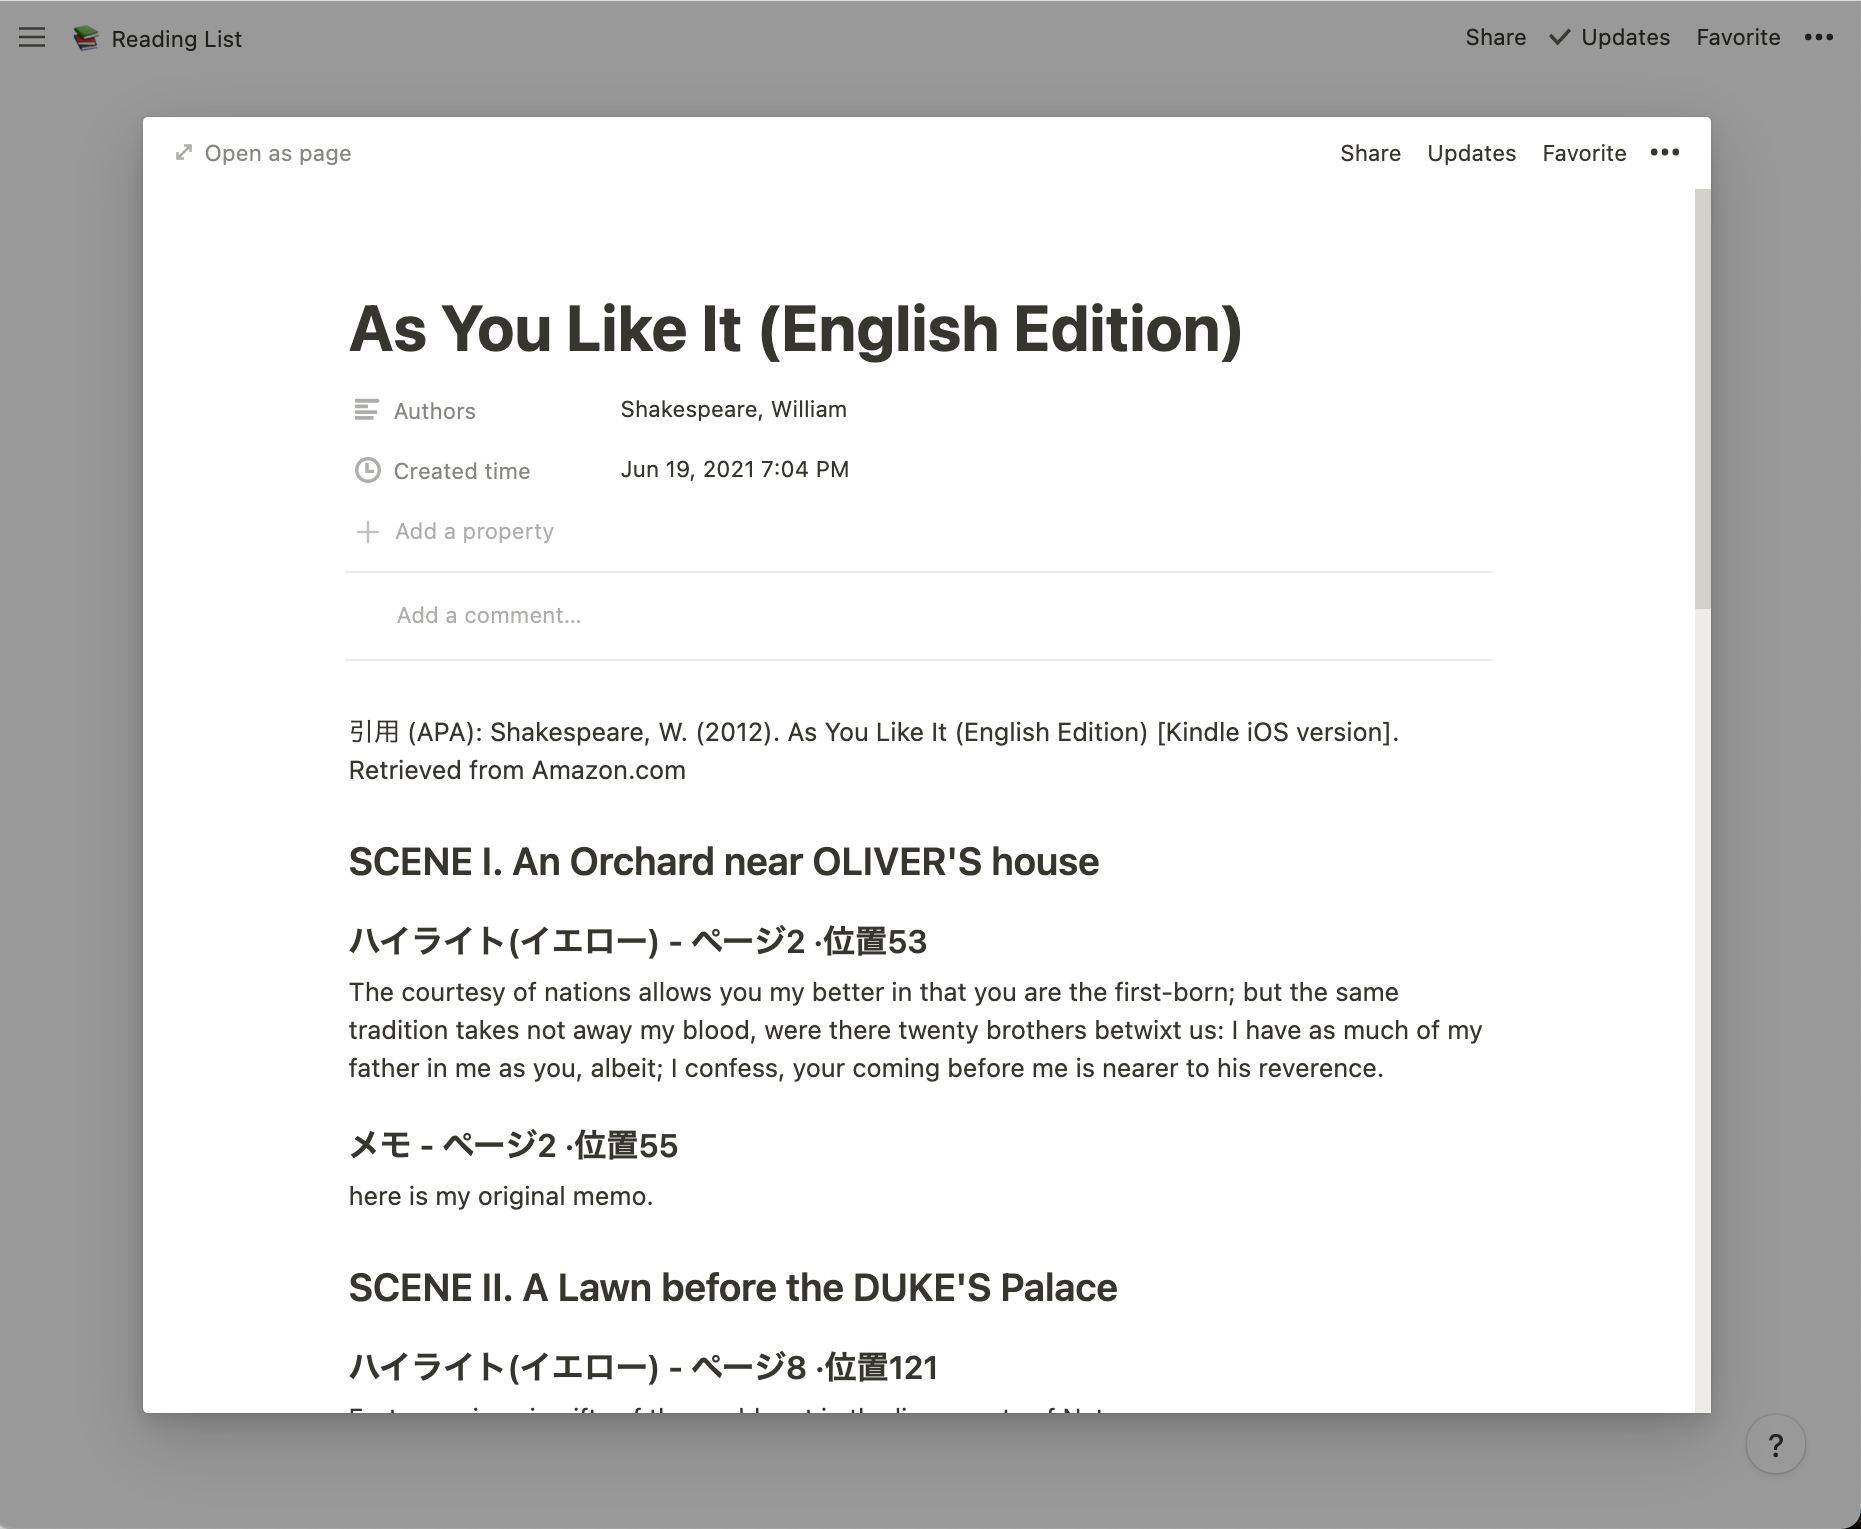 Reading List
Share Updates Favorite
Open as page
Share Updates Favorite
As You Like It (English Edition)
Authors Shakespeare, William
Created time Jun 19, 2021 7:04 PM
Add a property
Add a comment...
引用 (APA): Shakespeare, W. (2012). As You Like It (English Edition) [Kindle iOS version].
Retrieved from Amazon.com
SCENE I. An Orchard near OLIVER'S house
ハイライト(イエロー) - ページ2 ·位置53
The courtesy of nations allows you my better in that you are the first-born; but the same
tradition takes not away my blood, were there twenty brothers betwixt us: I have as much of my
father in me as you, albeit; I confess, your coming before me is nearer to his reverence.
メモ - ページ2 ·位置55
here is my original memo.
SCENE II. A Lawn before the DUKE'S Palace
ハイライト(イエロー) - ページ8 ·位置121
?